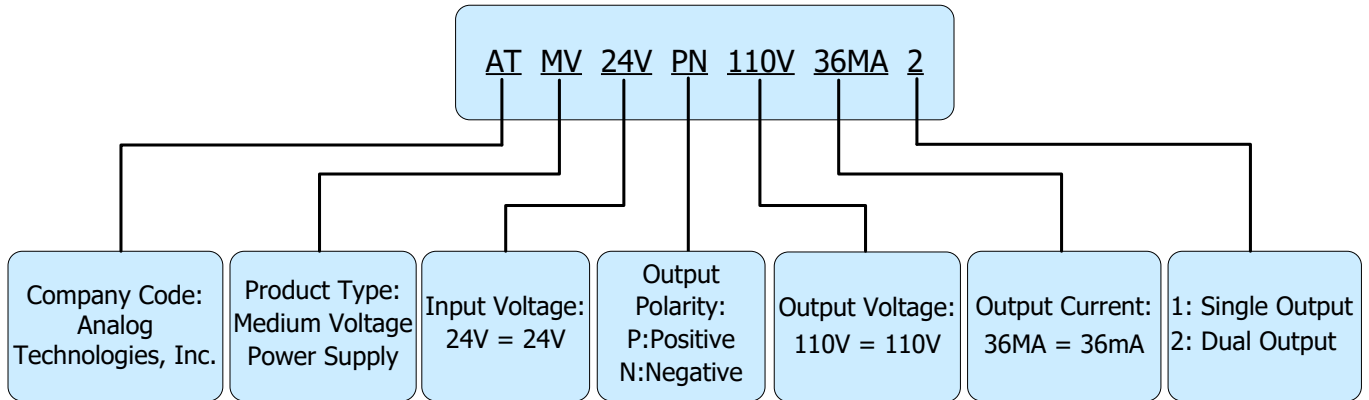 AT MV 24V PN 110V 36MA 2
Company Code:
Analog
Technologies, Inc.
Product Type:
Medium Voltage
Power Supply
Input Voltage:
24V = 24V
Output
Polarity:
P:Positive
N:Negative
Output Voltage:
110V = 110V
Output Current:
36MA = 36mA
1: Single Output
2: Dual Output